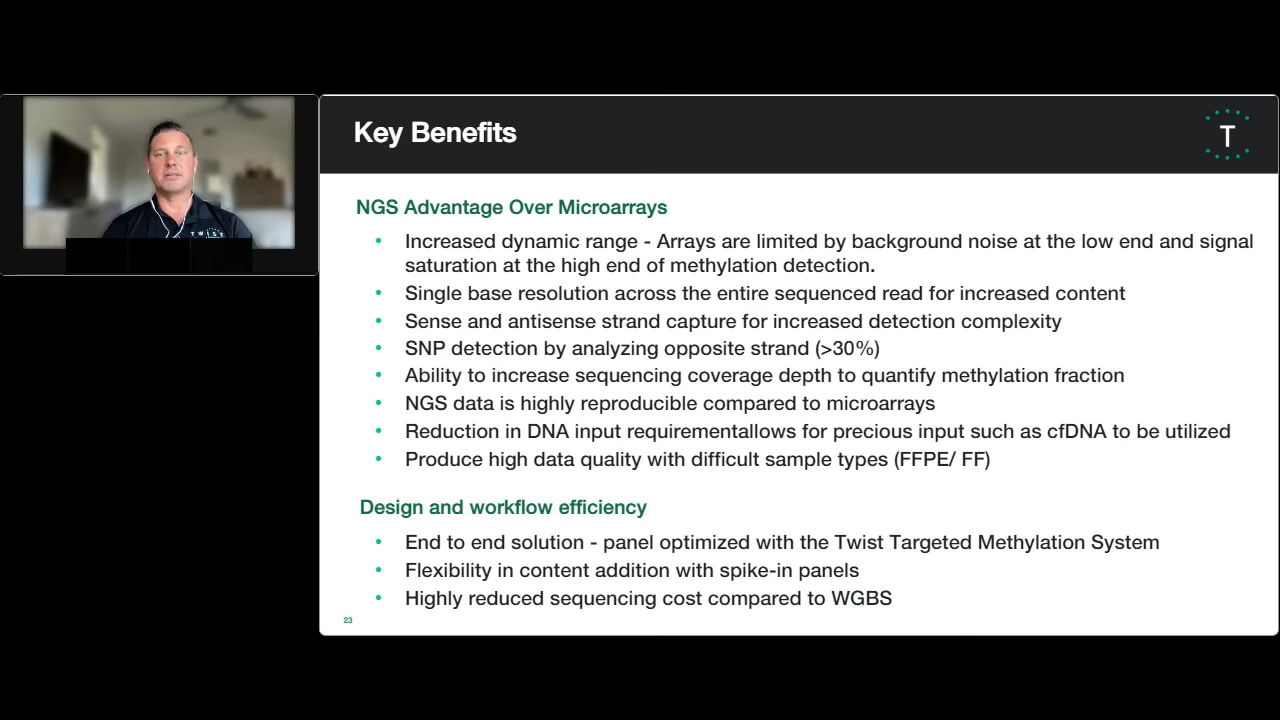 Key Benefits
T
NGS Advantage Over Microarrays
• Increased dynamic range - Arrays are limited by background noise at the low end and signal
saturation at the high end of methylation detection.
• Single base resolution across the entire sequenced read for increased content
• Sense and antisense strand capture for increased detection complexity
• SNP detection by analyzing opposite strand (>30%)
• Ability to increase sequencing coverage depth to quantify methylation fraction
• NGS data is highly reproducible compared to microarrays
• Reduction in DNA input requirementallows for precious input such as cfDNA to be utilized
• Produce high data quality with difficult sample types (FFPE/ FF)
Design and workflow efficiency
• End to end solution - panel optimized with the Twist Targeted Methylation System
• Flexibility in content addition with spike-in panels
• Highly reduced sequencing cost compared to WGBS
23
TWIST